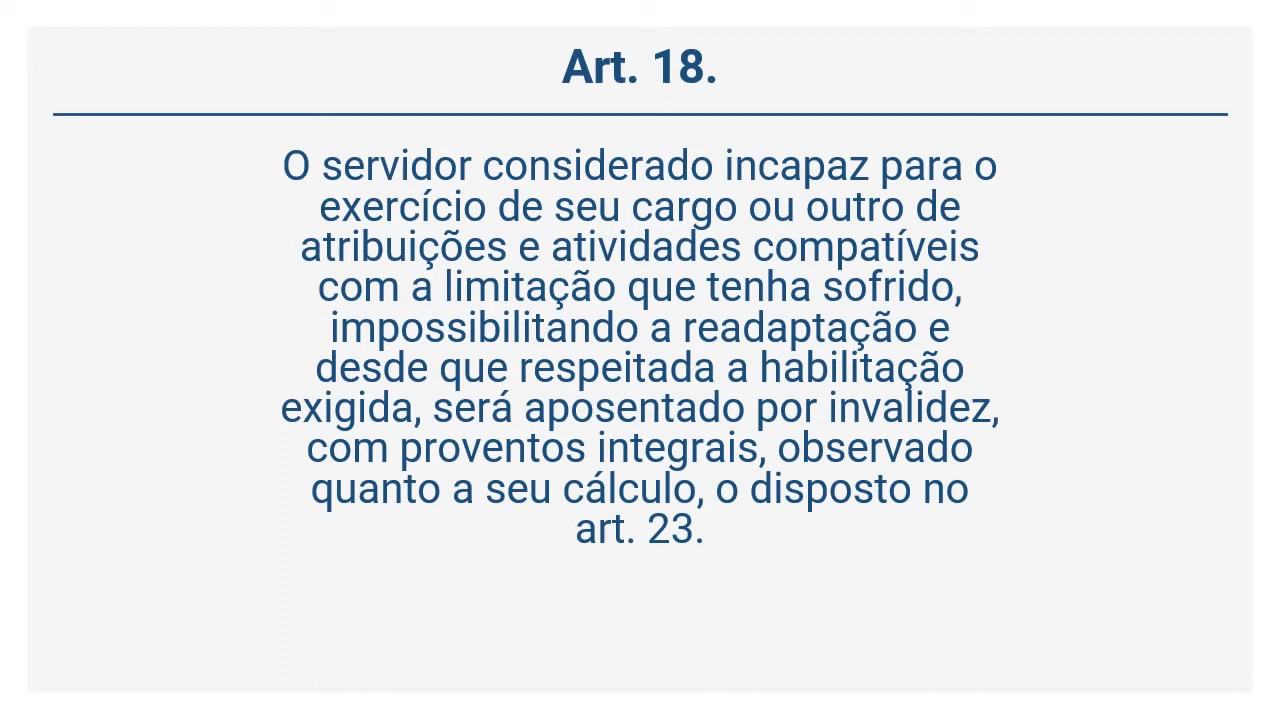 Art. 18.
O servidor considerado incapaz para o
exercício de seu cargo ou outro de
atribuições e atividades compatíveis
com a limitação que tenha sofrido,
impossibilitando a readaptação e
desde que respeitada a habilitação
exigida, será aposentado por invalidez,
com proventos integrais, observado
quanto a seu cálculo, o disposto no
art. 23.